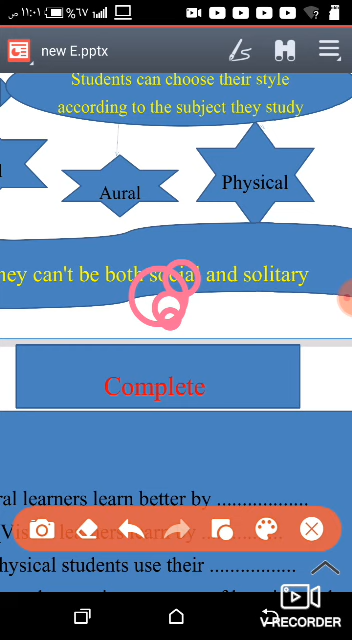 ١١:٠١ ص
%٦٧
new E.pptx
Students can choose their style
according to the subject they study
Aural
Physical
hey can't be both social and solitary
Complete
ral learners learn better by .................
learners learn by ..............
hysical students use their .................
V-RECORDER